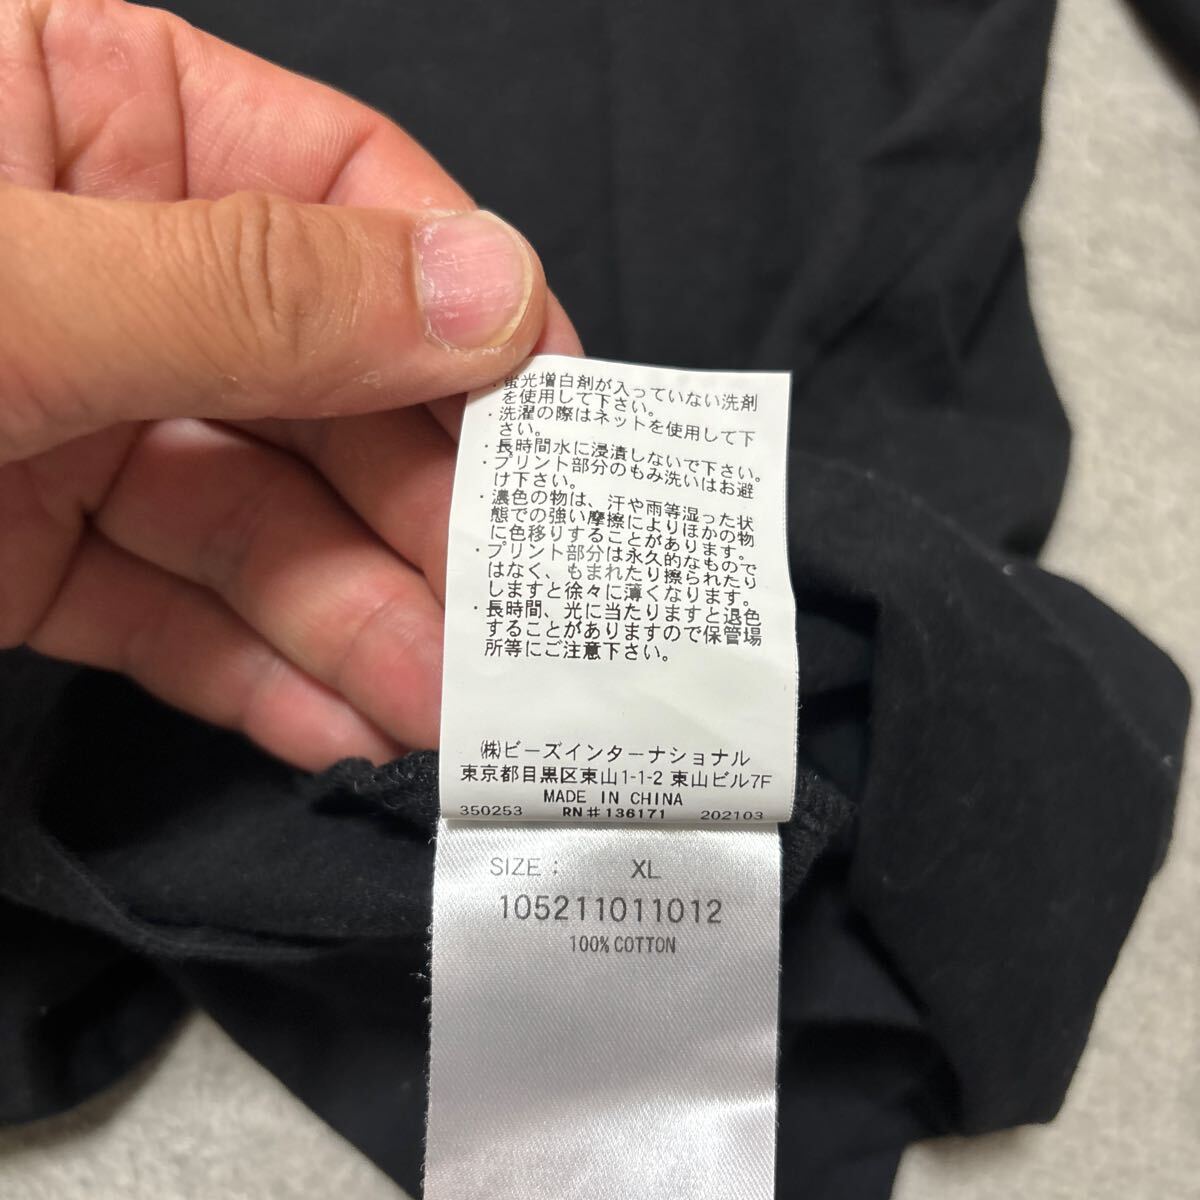 ・蛍光増白剤が入っていない洗剤
を使用して下さい。
・洗濯の際はネットを使用して下
さい。
・長時間水に浸漬しないで下さい。
・プリント部分のもみ洗いはお避
け下さい。
・濃色の物は、汗や雨等湿った状
態での強い摩擦によりほかの物
に色移りすることがあります。
・プリント部分は永久的なもので
はなく、もまれたり擦られたり
しますと徐々に薄くなります。
・長時間、光に当たりますと退色
することがありますので保管場
所等にご注意下さい。
㈱ビーズインターナショナル
東京都目黒区東山1-1-2 東山ビル7F
MADE IN CHINA
350253 RN#136171 202103
SIZE : XL
105211011012
100% COTTON